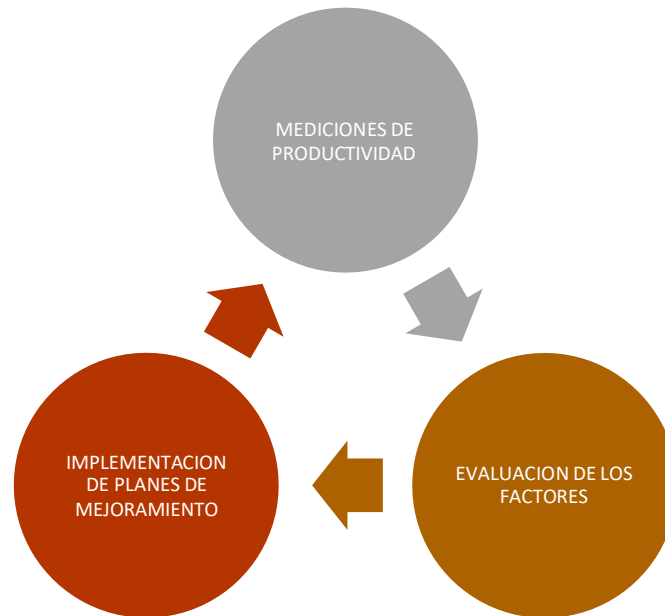 MEDICIONES DE
PRODUCTIVIDAD
EVALUACION DE LOS
FACTORES
IMPLEMENTACION
DE PLANES DE
MEJORAMIENTO